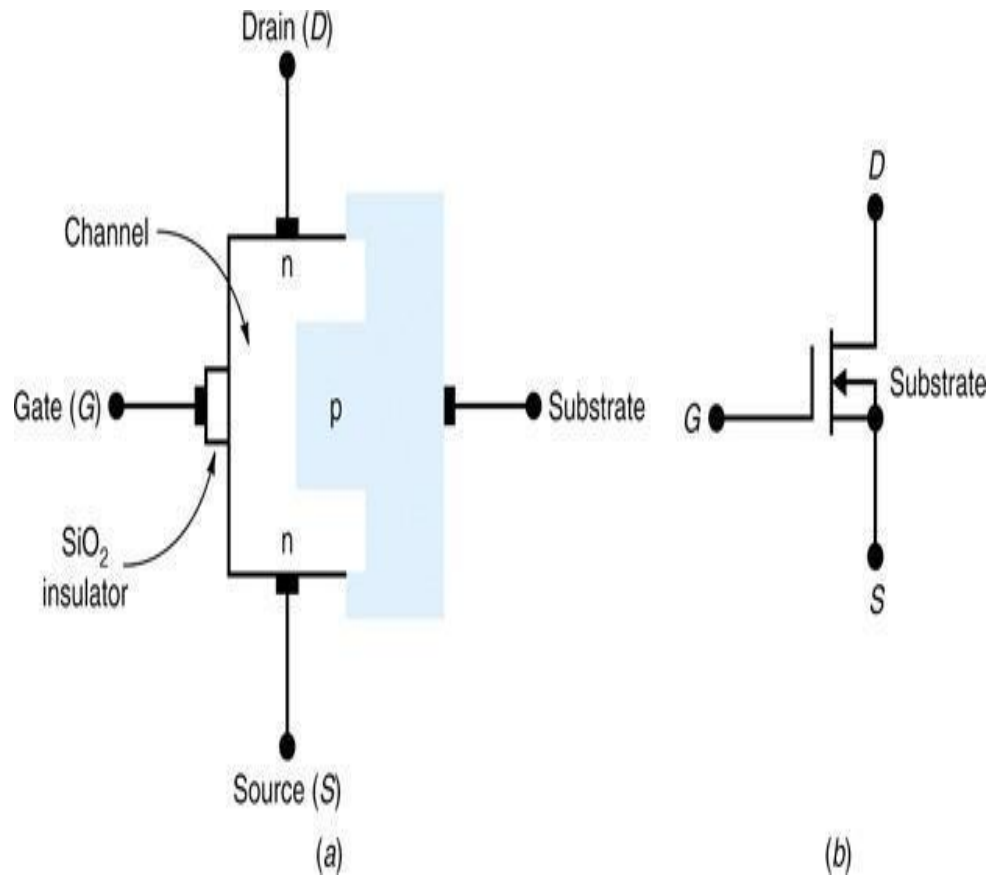 Drain (D)
Channel
n
Gate (G)
p
Substrate
SiO2
insulator
n
Source (S)
(a)
D
Substrate
G
S
(b)